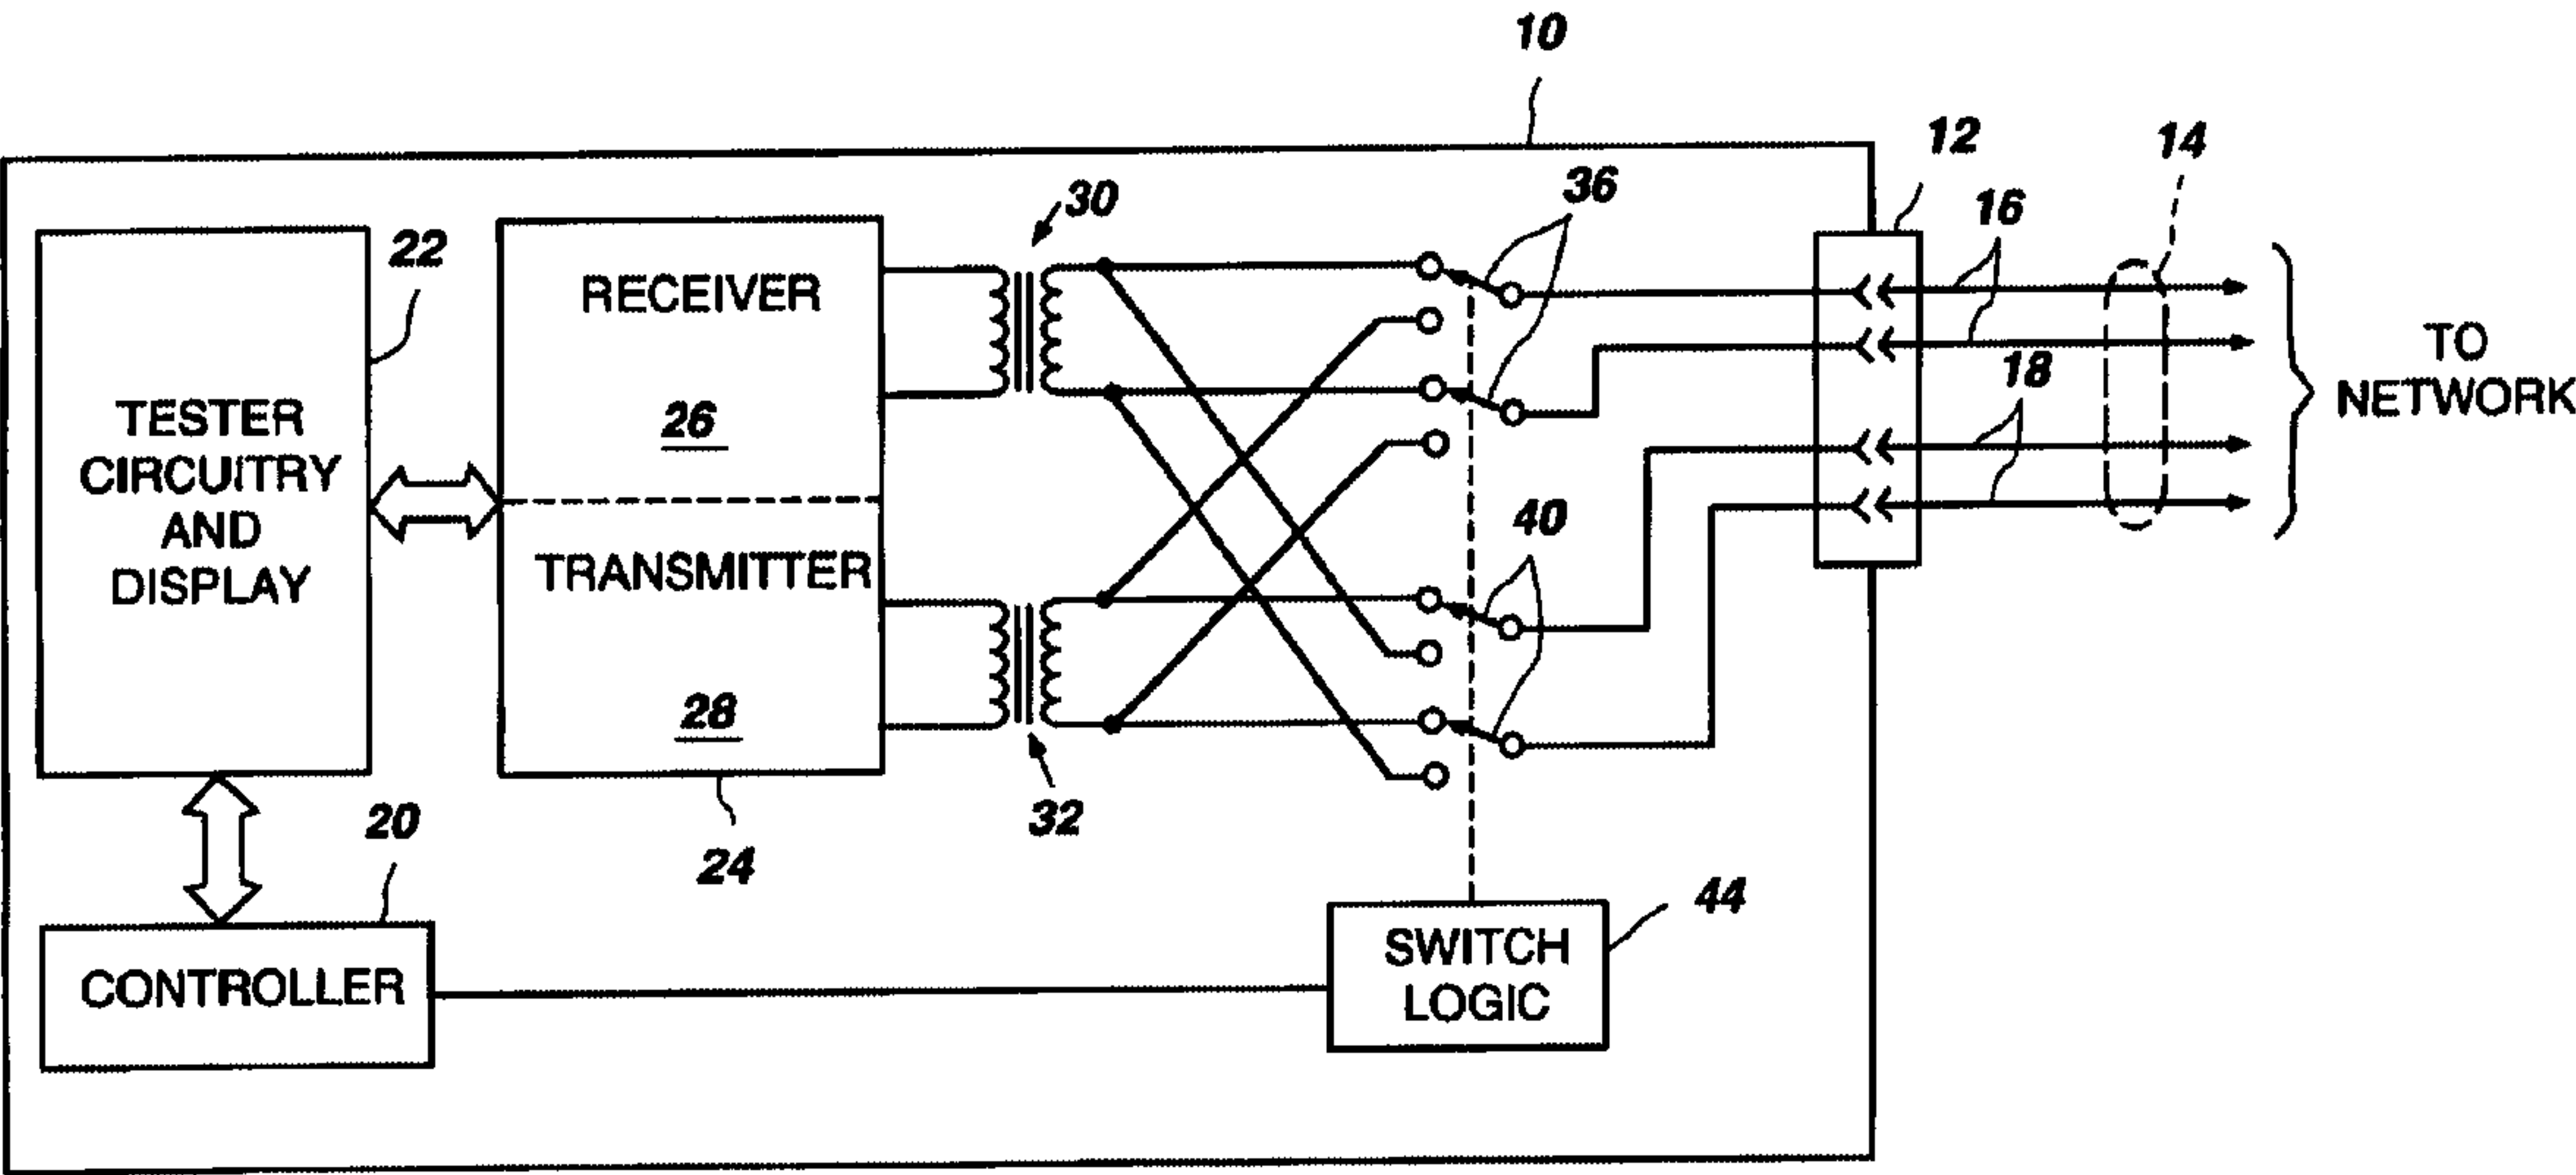 10
12
14
36
30
16
22
RECEIVER
TO
NETWORK
18
TESTER
CIRCUITRY
AND
DISPLAY
26
40
TRANSMITTER
28
32
20
24
44
SWITCH
LOGIC
CONTROLLER